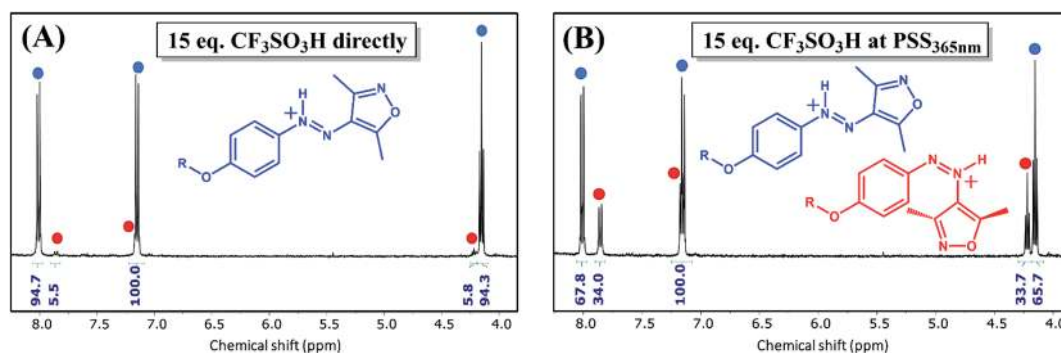 (A)
15 eq. CF₃SO₃H directly
H
N
+
N
N
O
R
O
94.7
5.5
100.0
5.8
94.3
8.0 7.5 7.0 6.5 6.0 5.5 5.0 4.5 4.0
Chemical shift (ppm)
(B)
15 eq. CF₃SO₃H at PSS₃₆₅ₙₘ
H
N
+
N
N
O
R
O
N
N
H
+
R
O
N
O
67.8
34.0
100.0
33.7
65.7
8.0 7.5 7.0 6.5 6.0 5.5 5.0 4.5 4.0
Chemical shift (ppm)